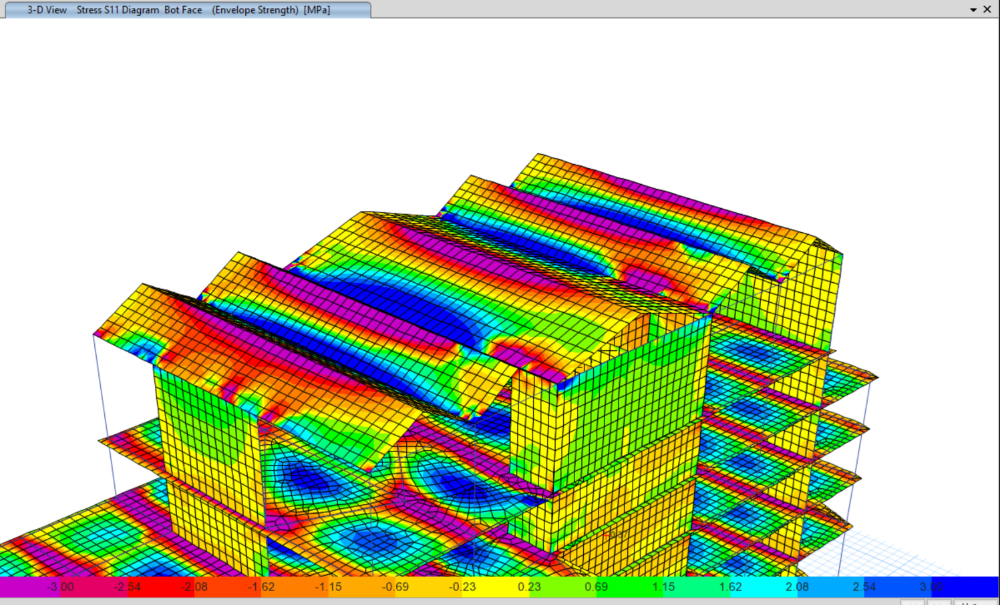 3-D View Stress S11 Diagram Bot Face (Envelope Strength) [MPa]
-3.00 -2.54 -2.08 -1.62 -1.15 -0.69 -0.23 0.23 0.69 1.15 1.62 2.08 2.54 3.00